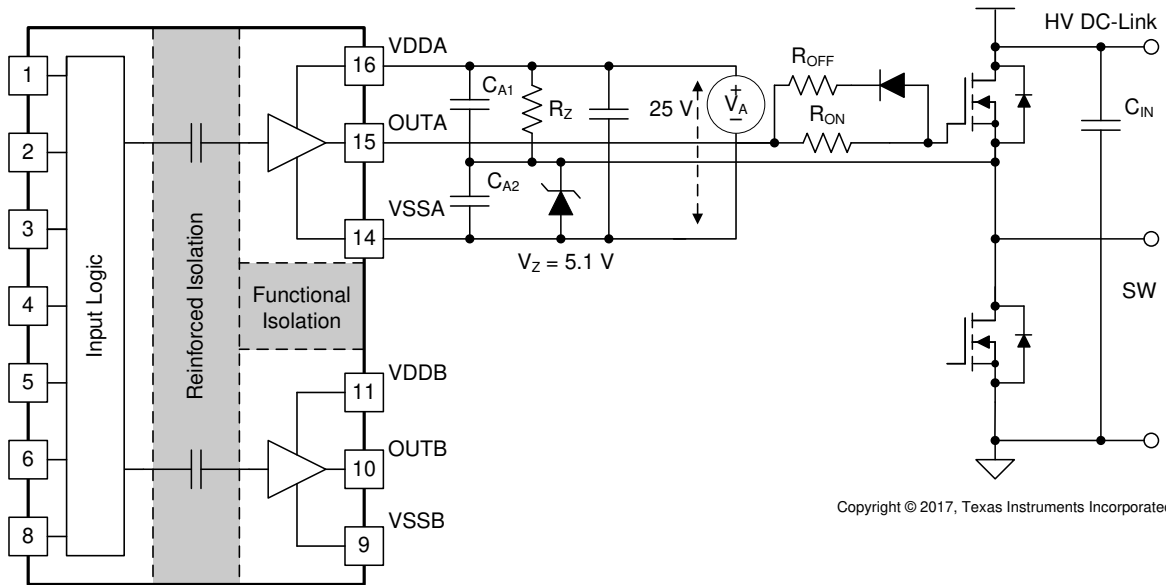 VDDA
HV DC-Link
1
16
C_A1
R_OFF
R_Z
25 V
+
V_A
–
R_ON
C_IN
OUTA
2
15
C_A2
3
VSSA
14
V_Z = 5.1 V
4
Input Logic
Reinforced Isolation
Functional
Isolation
SW
5
VDDB
11
6
OUTB
10
8
VSSB
9
Copyright © 2017, Texas Instruments Incorporated